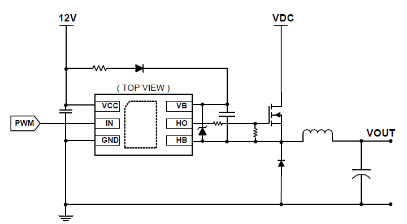 12V
VDC
( TOP VIEW )
VCC
VB
PWM
IN
HO
GND
HB
VOUT